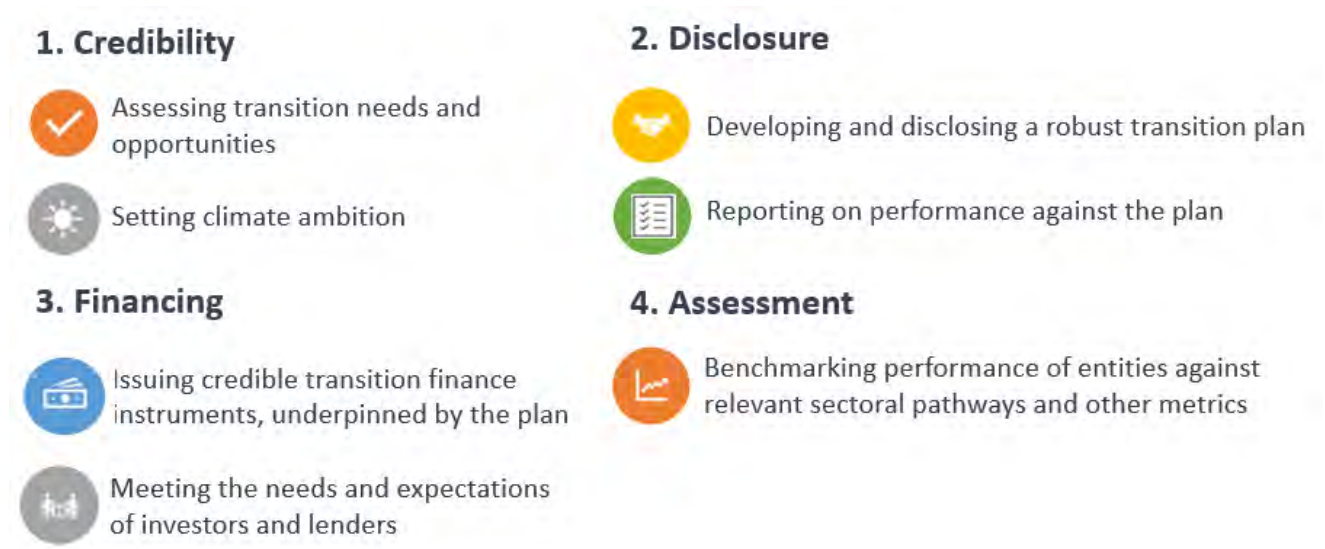 1. Credibility
Assessing transition needs and
opportunities
Setting climate ambition
2. Disclosure
Developing and disclosing a robust transition plan
Reporting on performance against the plan
3. Financing
Issuing credible transition finance
instruments, underpinned by the plan
Meeting the needs and expectations
of investors and lenders
4. Assessment
Benchmarking performance of entities against
relevant sectoral pathways and other metrics